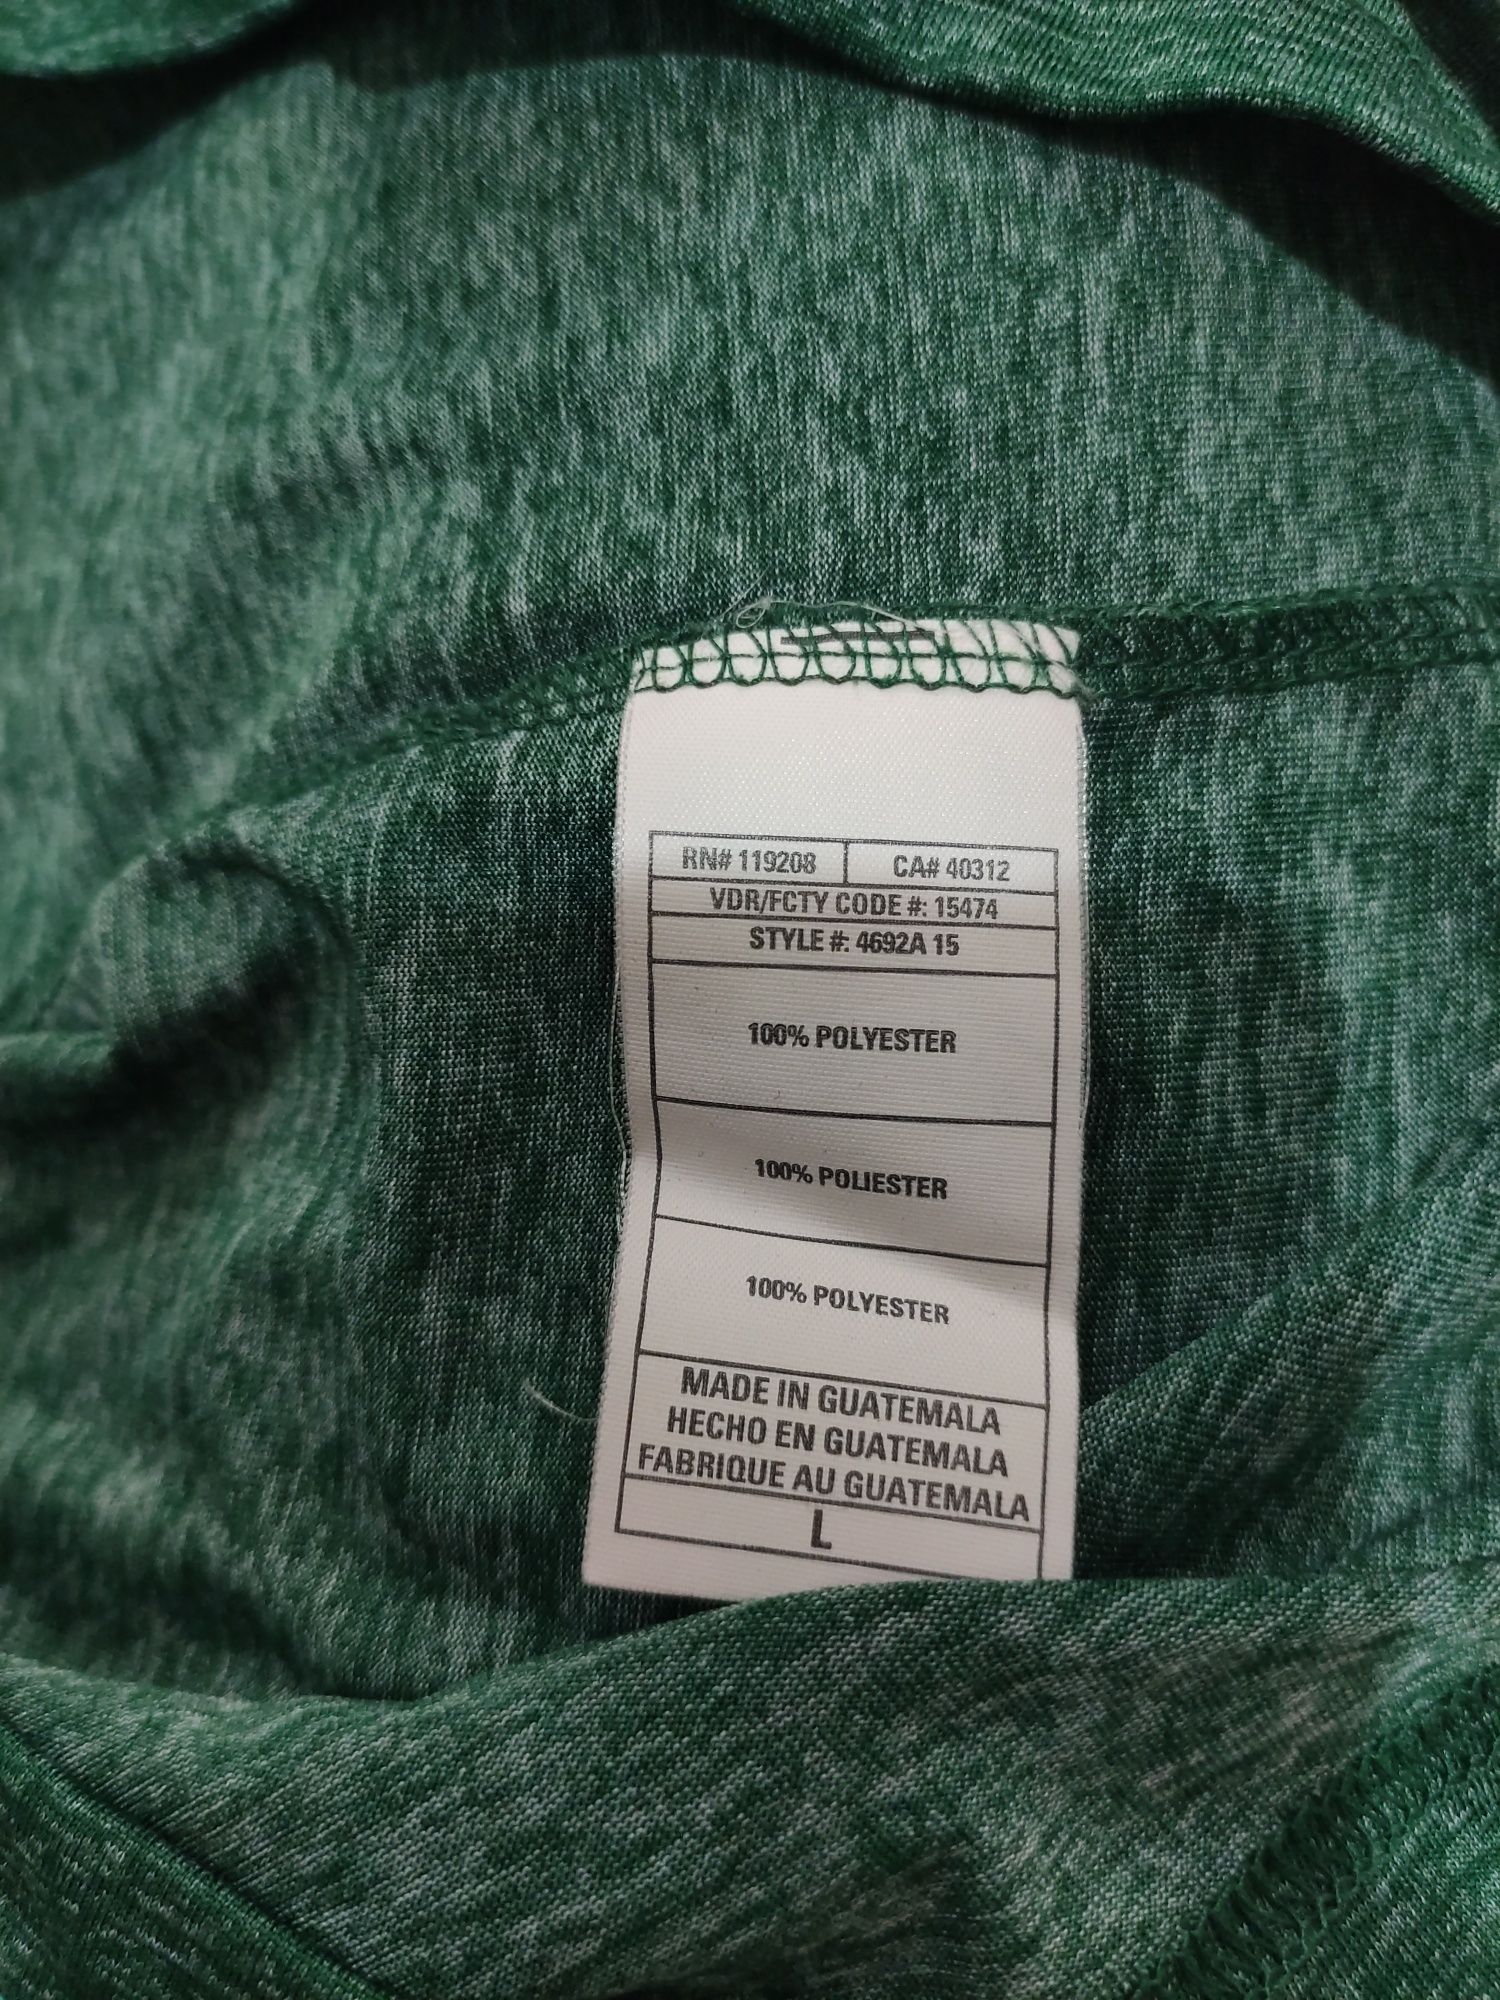 RN# 119208 CA# 40312
VDR/FCTY CODE #: 15474
STYLE #: 4692A 15
100% POLYESTER
100% POLIESTER
100% POLYESTER
MADE IN GUATEMALA
HECHO EN GUATEMALA
FABRIQUE AU GUATEMALA
L